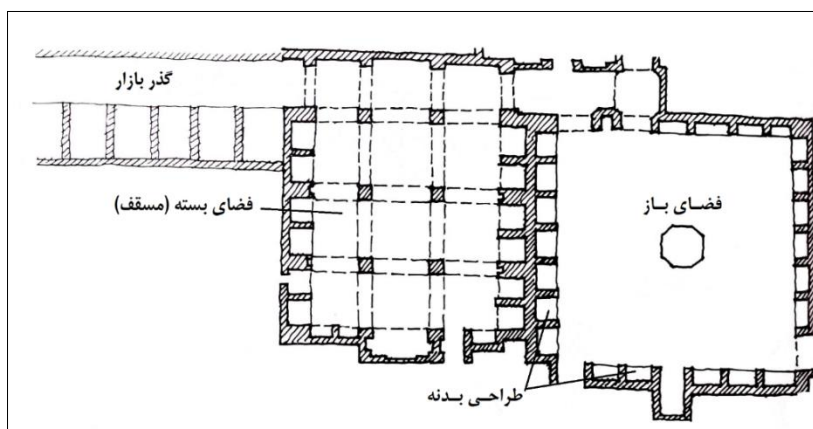 گذر بازار
فضای باز
فضای بسته (مسقف)
طراحی بدنه